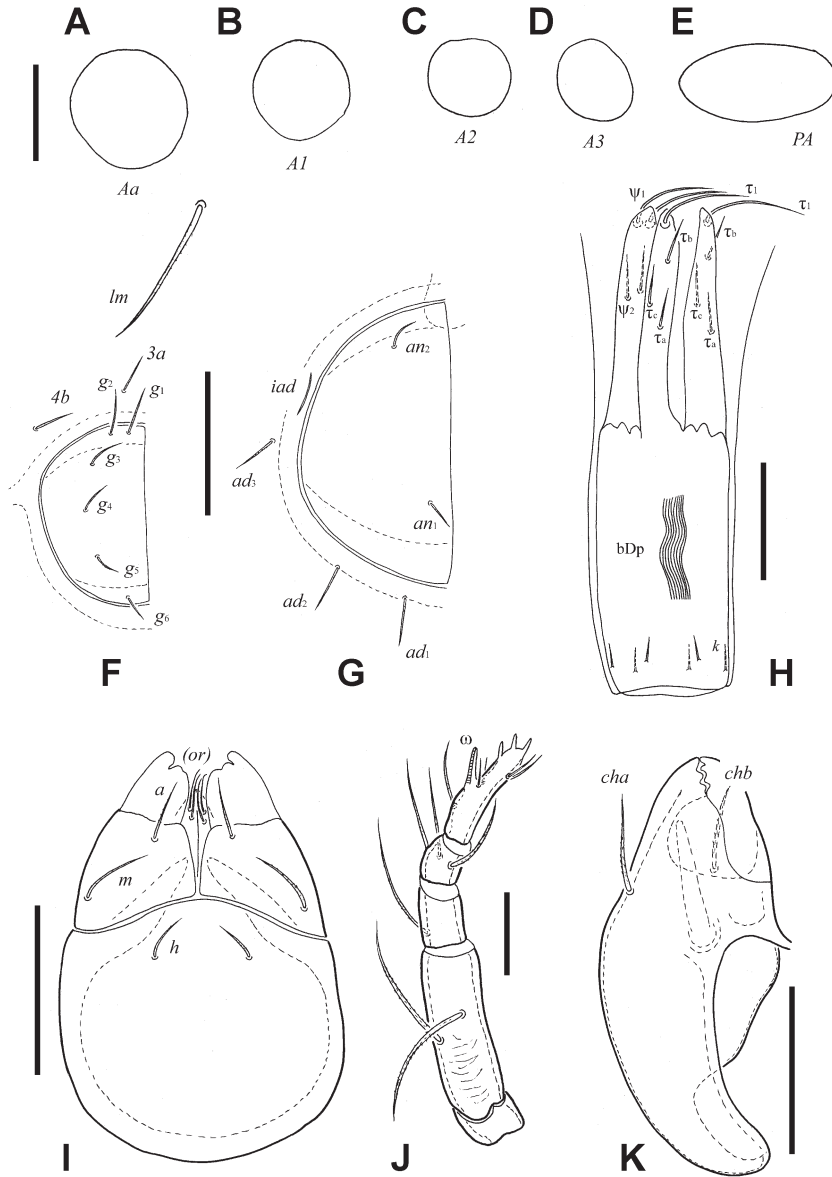 A B C D E
Aa A1 A2 A3 PA
lm
3a
4b g2 g1
g3
g4
g5
g6
F
iad an2
ad3
an1
ad2
ad1
G
ψ1 τ1 τ1
τb τb
ψ2 τc τa τc τa
bDp
k
H
(or)
a
m
h
I
ω
J
cha chb
K